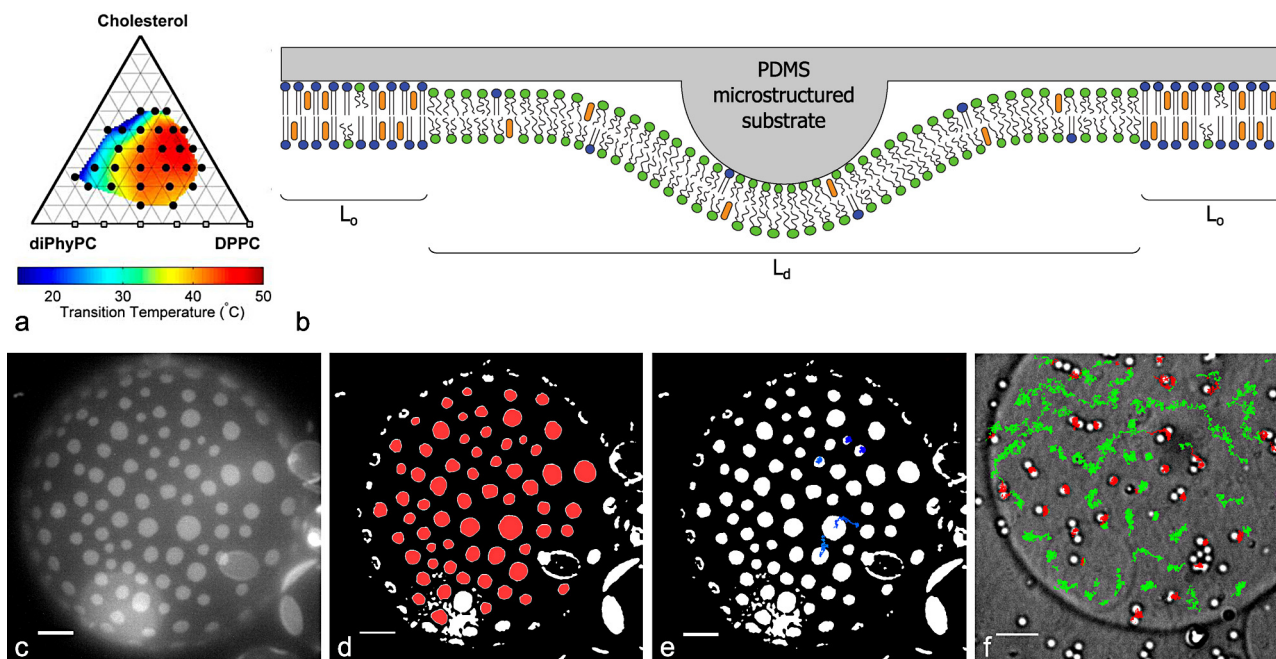 Cholesterol
diPhyPC
DPPC
20
30
40
50
Transition Temperature (°C)
a
PDMS
microstructured
substrate
Lo
Lo
Ld
b
c
d
e
f